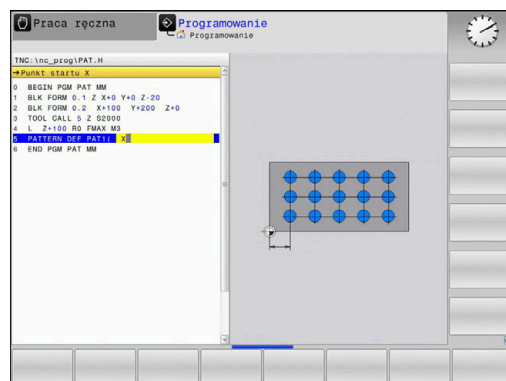 Praca ręczna
Programowanie
Programowanie
TNC:\nc_prog\PAT.H
→Punkt startu X
0 BEGIN PGM PAT MM
1 BLK FORM 0.1 Z X+0 Y+0 Z-20
2 BLK FORM 0.2 X+100 Y+200 Z+0
3 TOOL CALL 5 Z S2000
4 L Z+100 R0 FMAX M3
5 PATTERN DEF PAT1( X
6 END PGM PAT MM